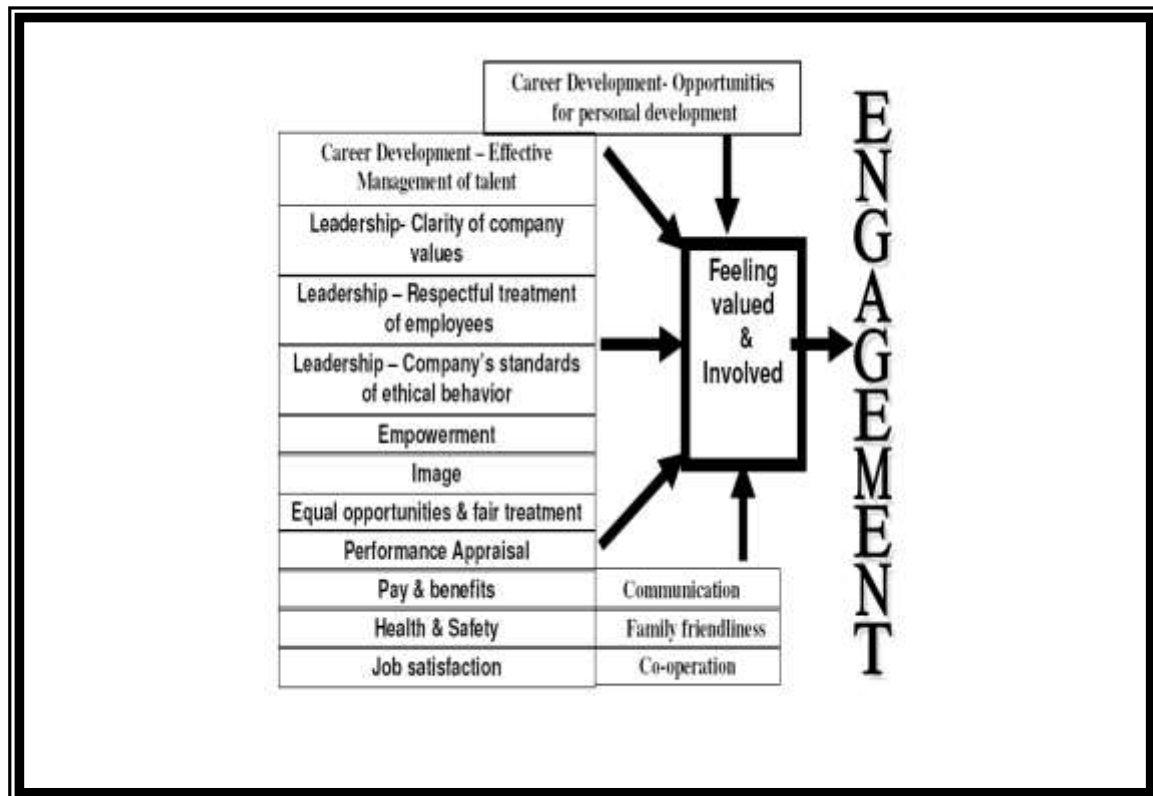 Career Development- Opportunities
for personal development
Career Development – Effective
Management of talent
Leadership- Clarity of company
values
Leadership – Respectful treatment
of employees
Leadership – Company's standards
of ethical behavior
Empowerment
Image
Equal opportunities & fair treatment
Performance Appraisal
Pay & benefits
Health & Safety
Job satisfaction
Communication
Family friendliness
Co-operation
Feeling
valued
&
Involved
ENGAGEMENT